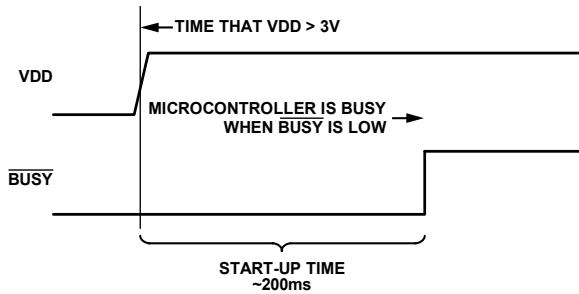 TIME THAT VDD > 3V
VDD
MICROCONTROLLER IS BUSY
WHEN BUSY IS LOW
BUSY
START-UP TIME
~200ms